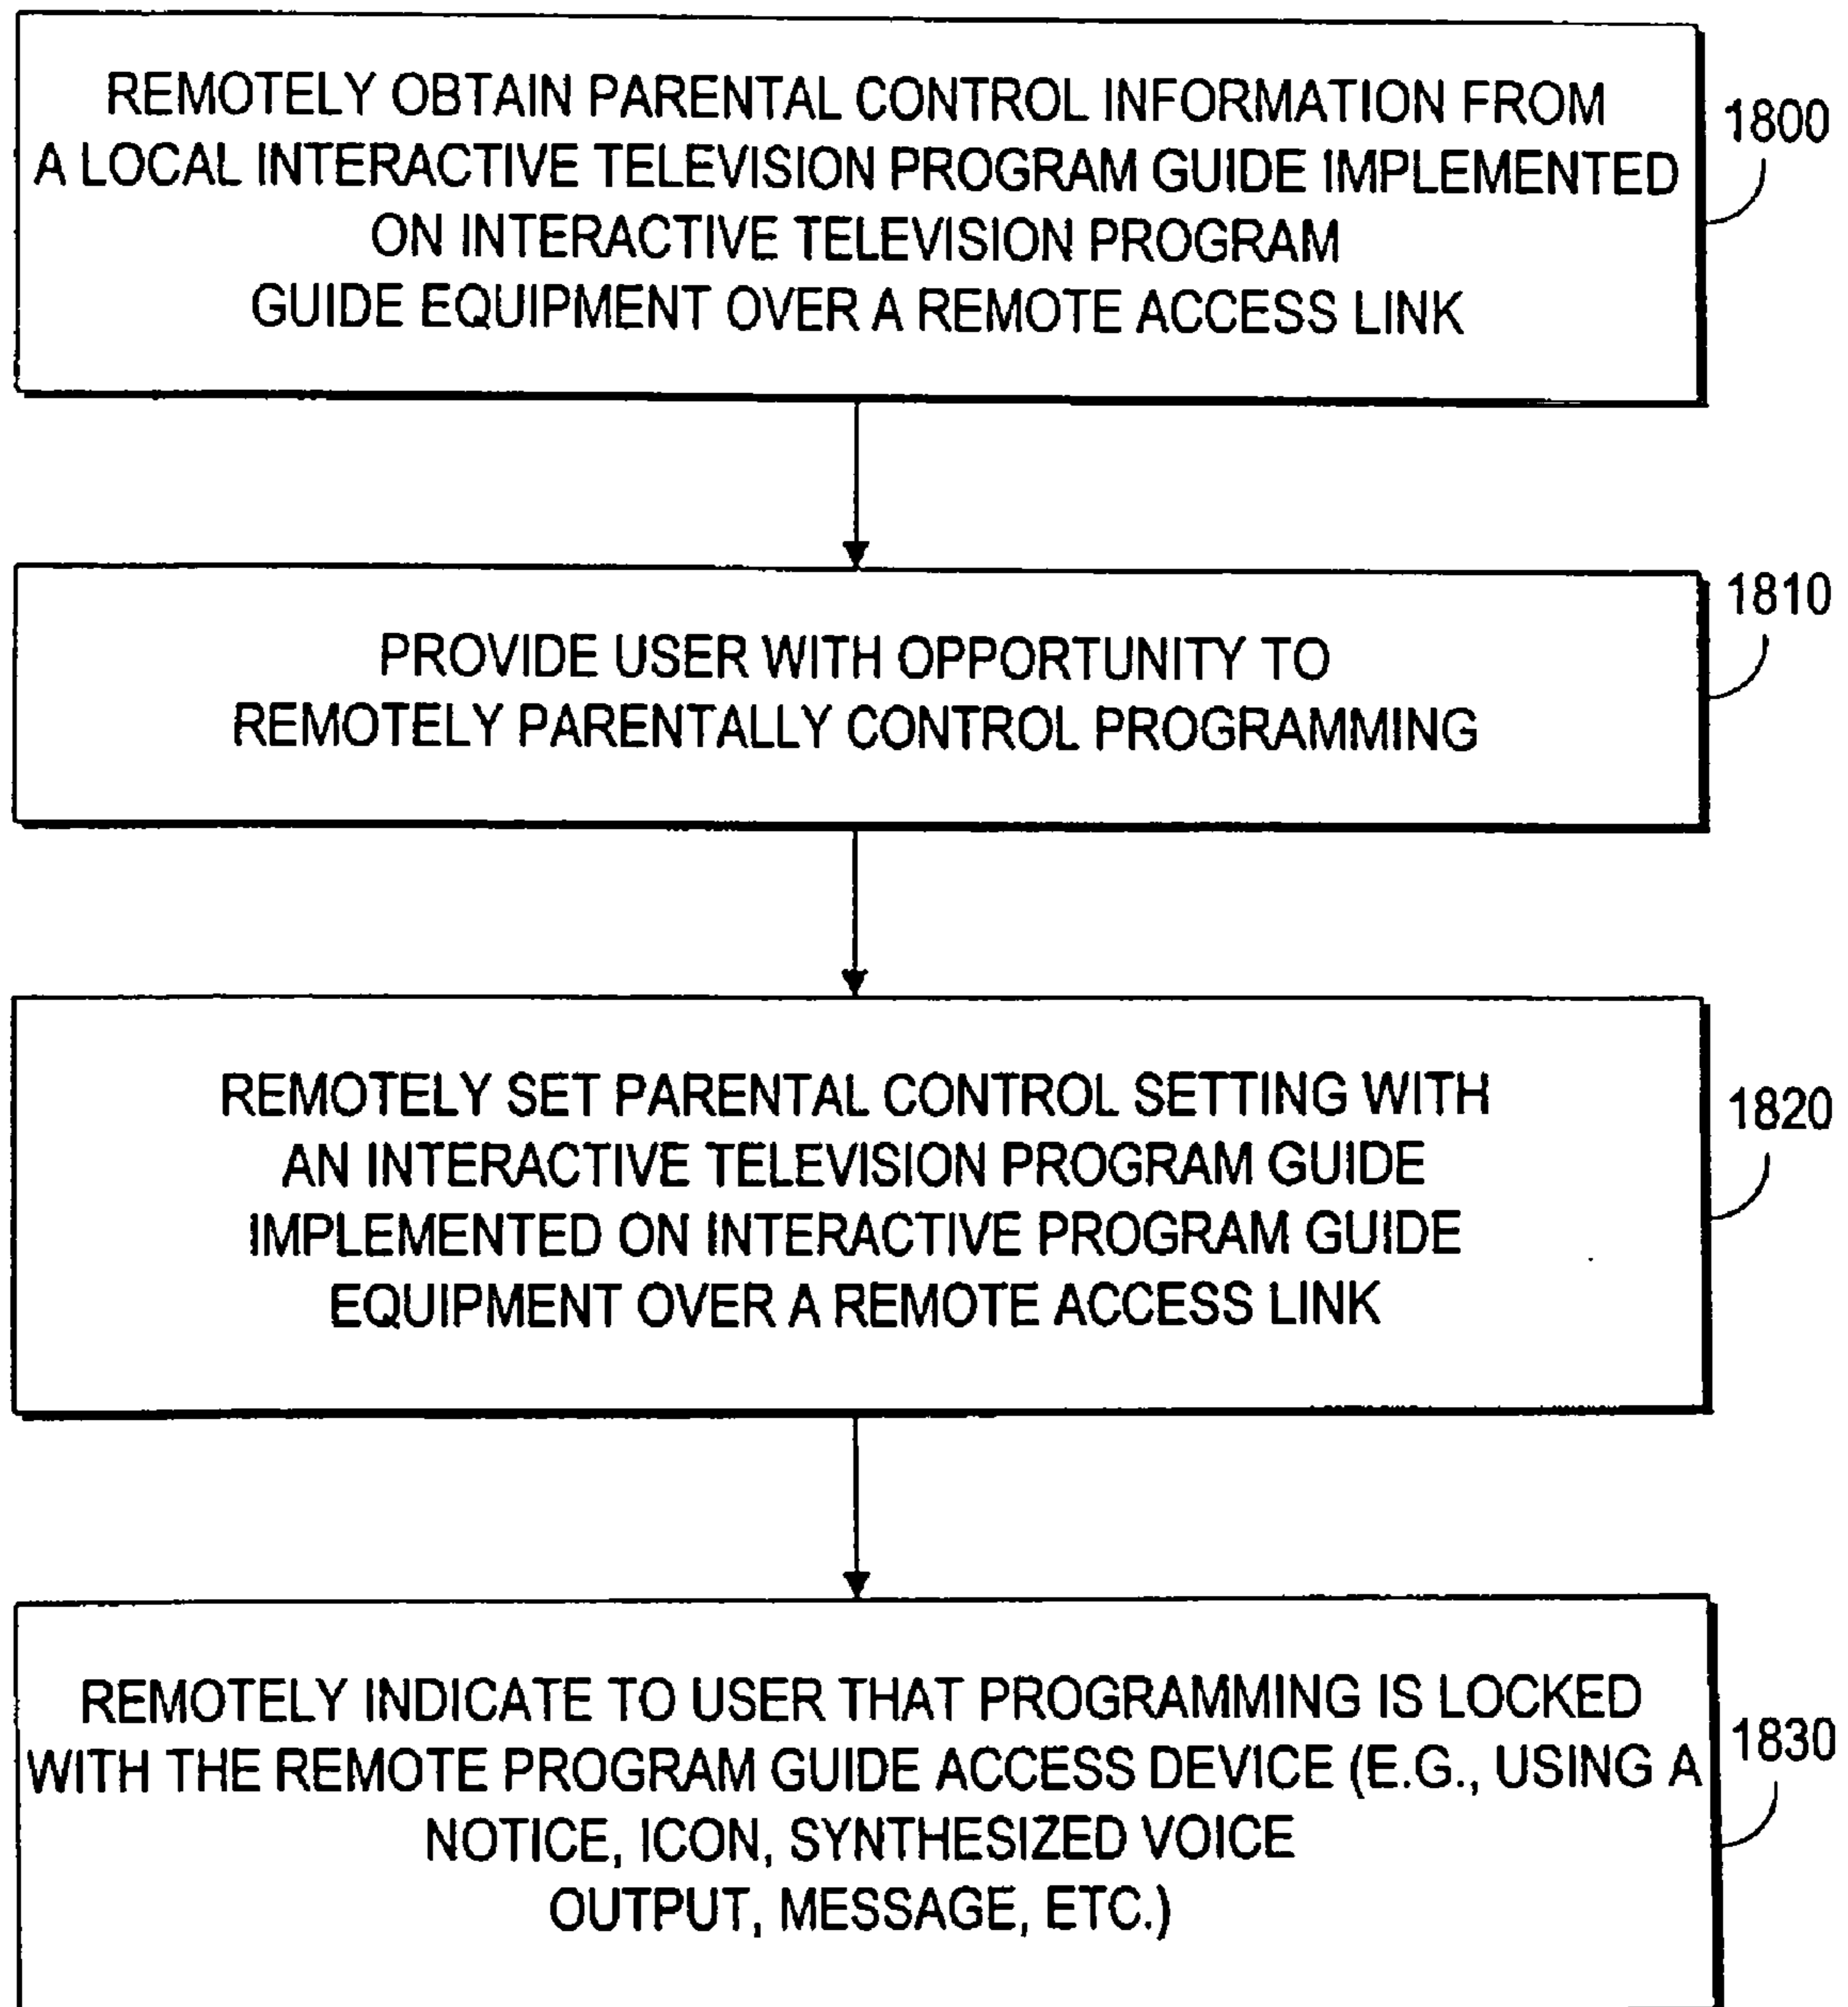 REMOTELY OBTAIN PARENTAL CONTROL INFORMATION FROM
A LOCAL INTERACTIVE TELEVISION PROGRAM GUIDE IMPLEMENTED
ON INTERACTIVE TELEVISION PROGRAM
GUIDE EQUIPMENT OVER A REMOTE ACCESS LINK
1800
PROVIDE USER WITH OPPORTUNITY TO
REMOTELY PARENTALLY CONTROL PROGRAMMING
1810
REMOTELY SET PARENTAL CONTROL SETTING WITH
AN INTERACTIVE TELEVISION PROGRAM GUIDE
IMPLEMENTED ON INTERACTIVE PROGRAM GUIDE
EQUIPMENT OVER A REMOTE ACCESS LINK
1820
REMOTELY INDICATE TO USER THAT PROGRAMMING IS LOCKED
WITH THE REMOTE PROGRAM GUIDE ACCESS DEVICE (E.G., USING A
NOTICE, ICON, SYNTHESIZED VOICE
OUTPUT, MESSAGE, ETC.)
1830